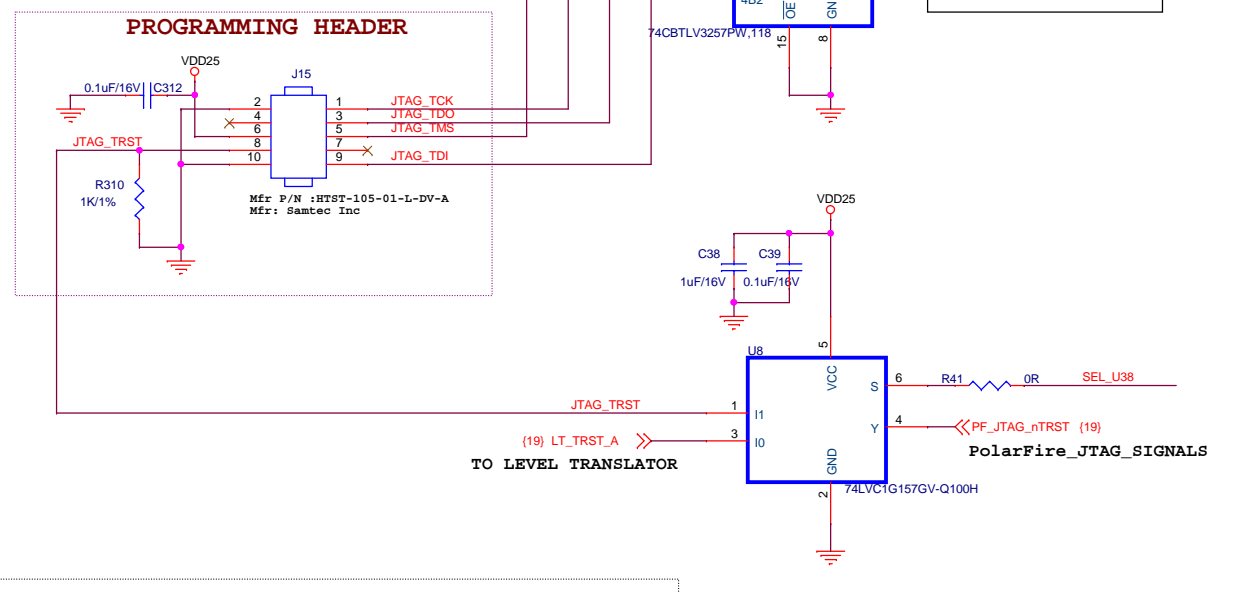 4B2
OE
GN
74CBTLV3257PW,118
15
8
PROGRAMMING HEADER
VDD25
J15
0.1uF/16V
C312
2
1
JTAG_TCK
4
3
JTAG_TDO
6
5
JTAG_TMS
JTAG_TRST
8
7
10
9
JTAG_TDI
R310
1K/1%
Mfr P/N :HTST-105-01-L-DV-A
Mfr: Samtec Inc
VDD25
C38
C39
1uF/16V
0.1uF/16V
5
U8
VCC
S
6
R41
0R
SEL_U38
JTAG_TRST
1
I1
{19} LT_TRST_A
3
I0
Y
4
PF_JTAG_nTRST {19}
TO LEVEL TRANSLATOR
PolarFire_JTAG_SIGNALS
GND
2
74LVC1G157GV-Q100H